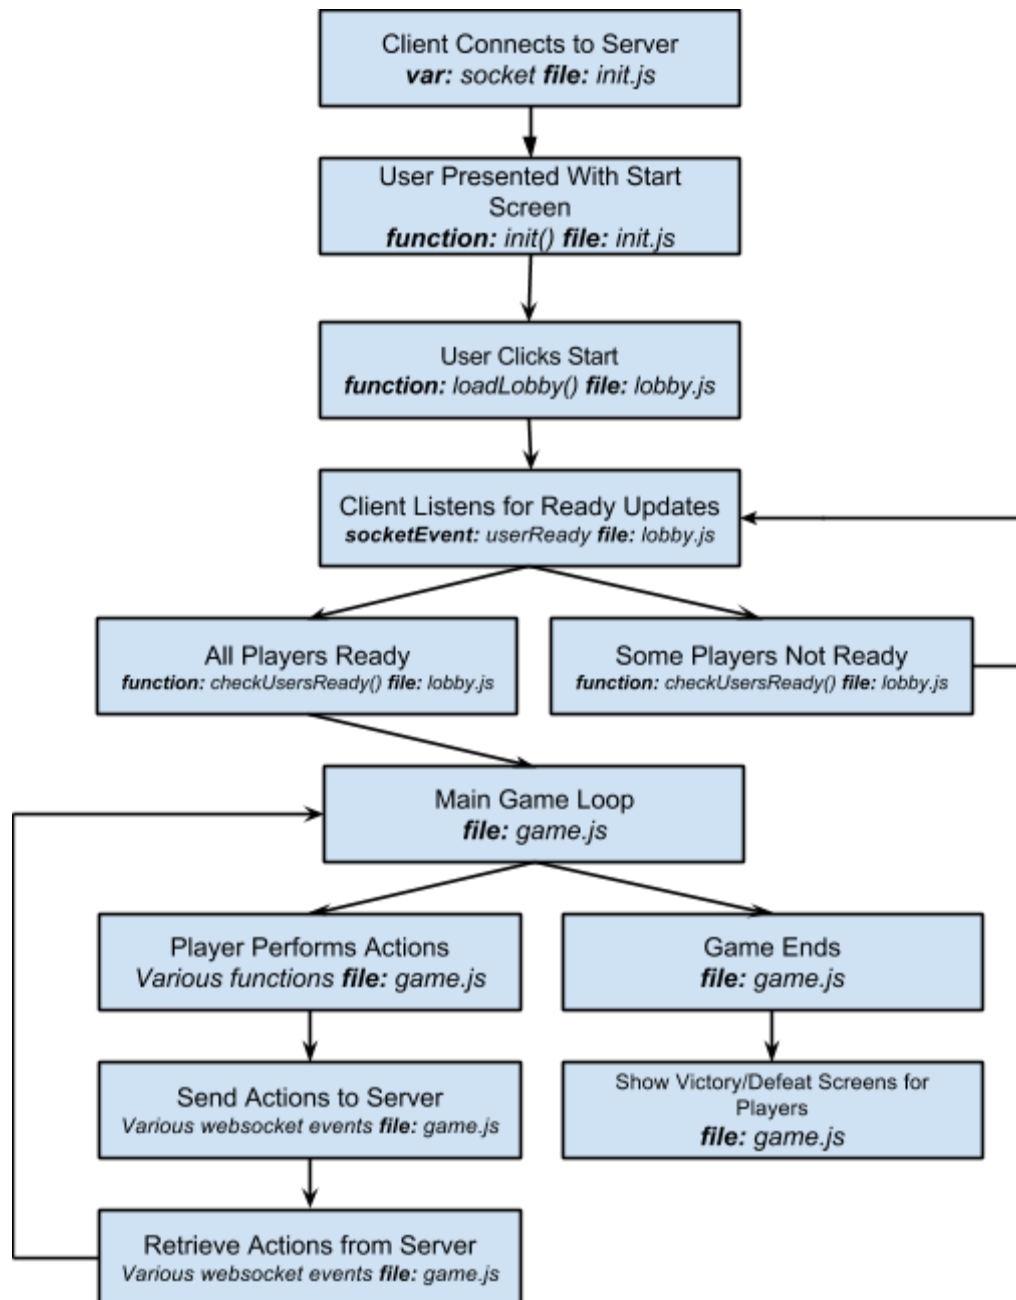 Client Connects to Server
var: socket file: init.js
User Presented With Start
Screen
function: init() file: init.js
User Clicks Start
function: loadLobby() file: lobby.js
Client Listens for Ready Updates
socketEvent: userReady file: lobby.js
All Players Ready
function: checkUsersReady() file: lobby.js
Some Players Not Ready
function: checkUsersReady() file: lobby.js
Main Game Loop
file: game.js
Player Performs Actions
Various functions file: game.js
Game Ends
file: game.js
Send Actions to Server
Various websocket events file: game.js
Show Victory/Defeat Screens for
Players
file: game.js
Retrieve Actions from Server
Various websocket events file: game.js